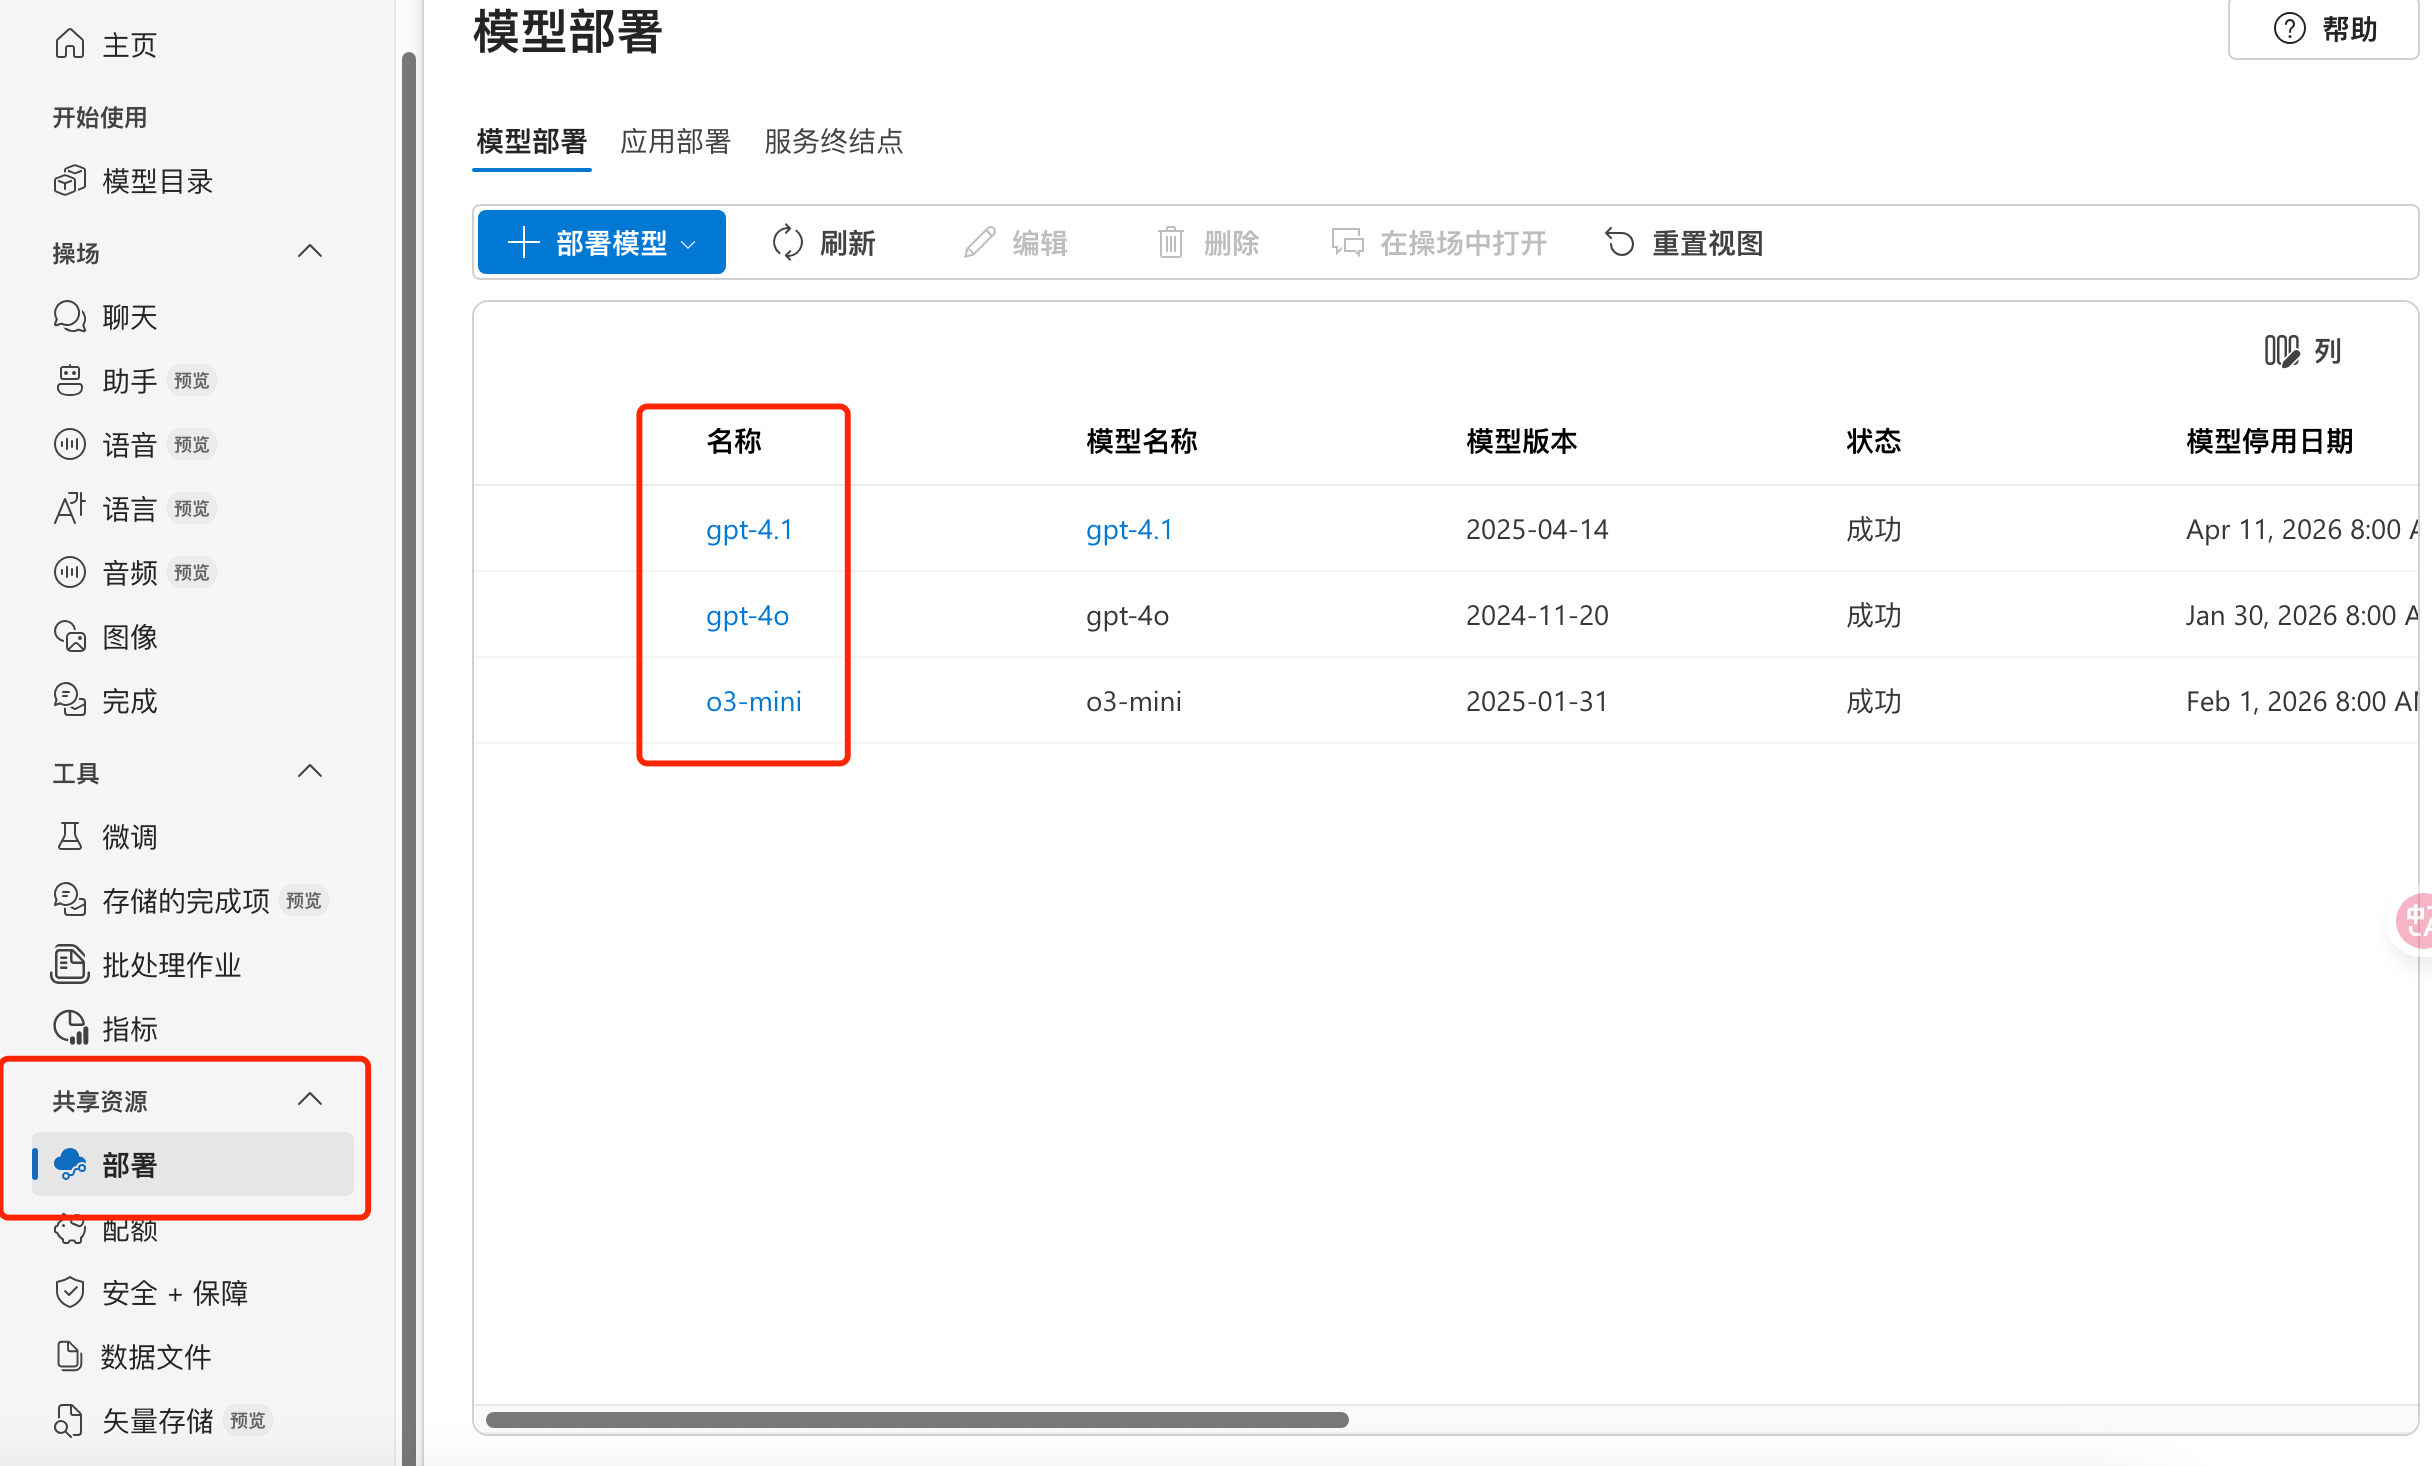 主页
开始使用
模型目录
操场
聊天
助手 预览
语音 预览
语言 预览
音频 预览
图像
完成
工具
微调
存储的完成项 预览
批处理作业
指标
共享资源
部署
配额
安全 + 保障
数据文件
矢量存储 预览
模型部署
帮助
模型部署 应用部署 服务终结点
部署模型 刷新 编辑 删除 在操场中打开 重置视图
列
名称 模型名称 模型版本 状态 模型停用日期
gpt-4.1 gpt-4.1 2025-04-14 成功 Apr 11, 2026 8:00
gpt-4o gpt-4o 2024-11-20 成功 Jan 30, 2026 8:00
o3-mini o3-mini 2025-01-31 成功 Feb 1, 2026 8:00